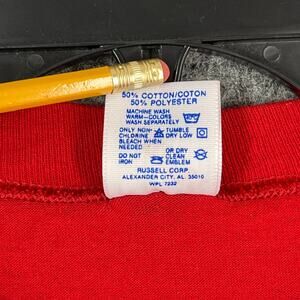 50% COTTON/COTON
50% POLYESTER
MACHINE WASH
WARM-COLORS
WASH SEPARATELY
ONLY NON- TUMBLE
CHLORINE DRY LOW
BLEACH WHEN
NEEDED
OR DRY
DO NOT CLEAN
IRON EMBLEM
RUSSELL CORP.
ALEXANDER CITY, AL. 35010
WPL 7232